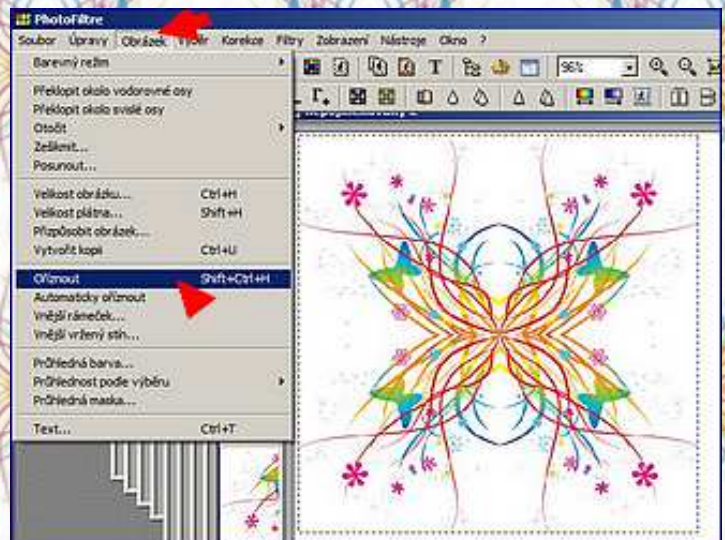 PhotoFiltre
Soubor Úpravy Obrázek Výběr Korekce Filtry Zobrazení Nástroje Okno ?
Barevný režim
96%
Překlopit okolo vodorovné osy
Překlopit okolo svislé osy
Otočit
Zešikmit...
Posunout...
Velikost obrázku... Ctrl+H
Velikost plátna... Shift+H
Přizpůsobit obrázek...
Vytvořit kopii Ctrl+U
Oříznout Shift+Ctrl+H
Automaticky oříznout
Vnější rámeček...
Vnější vržený stín...
Průhledná barva...
Průhlednost podle výběru
Průhledná maska...
Text... Ctrl+T